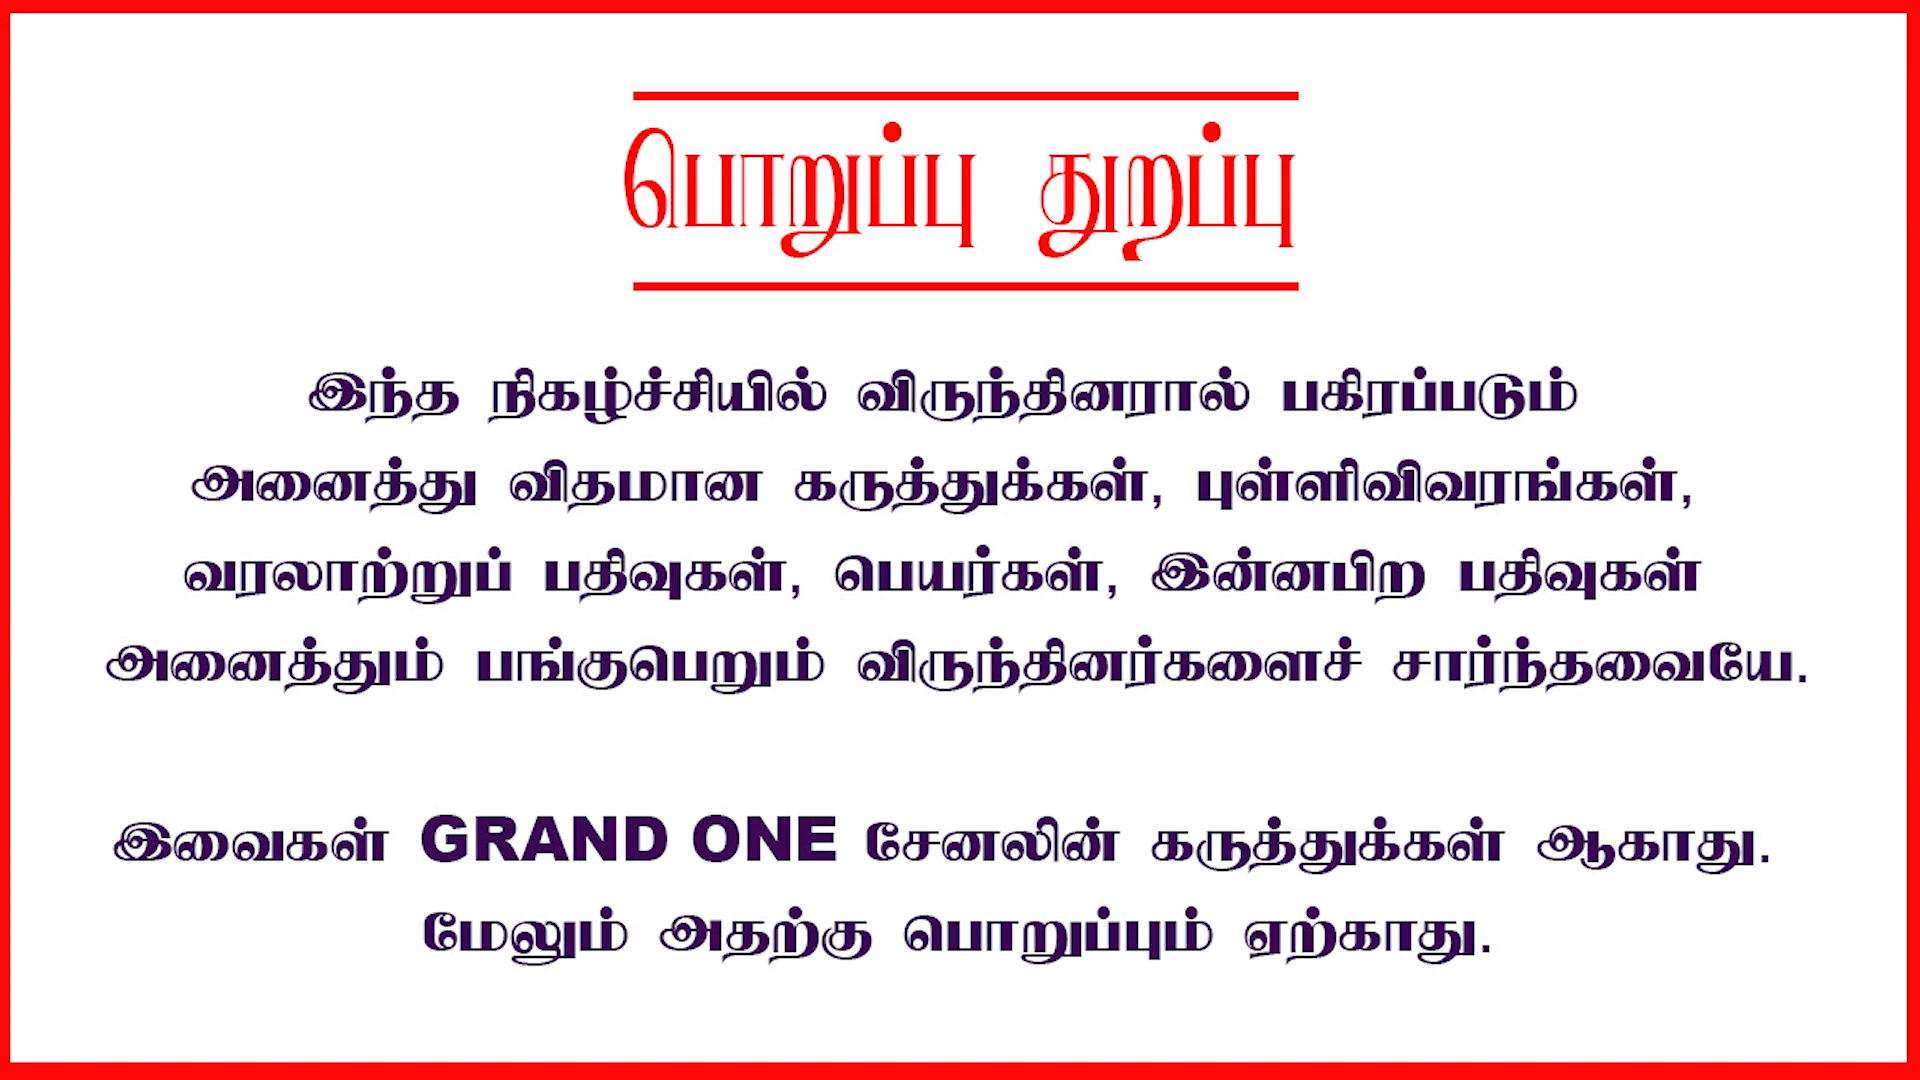 பொறுப்பு துறப்பு
இந்த நிகழ்ச்சியில் விருந்தினரால் பகிரப்படும்
அனைத்து விதமான கருத்துக்கள், புள்ளிவிவரங்கள்,
வரலாற்றுப் பதிவுகள், பெயர்கள், இன்னபிற பதிவுகள்
அனைத்தும் பங்குபெறும் விருந்தினர்களைச் சார்ந்தவையே.
இவைகள் GRAND ONE சேனலின் கருத்துக்கள் ஆகாது.
மேலும் அதற்கு பொறுப்பும் ஏற்காது.